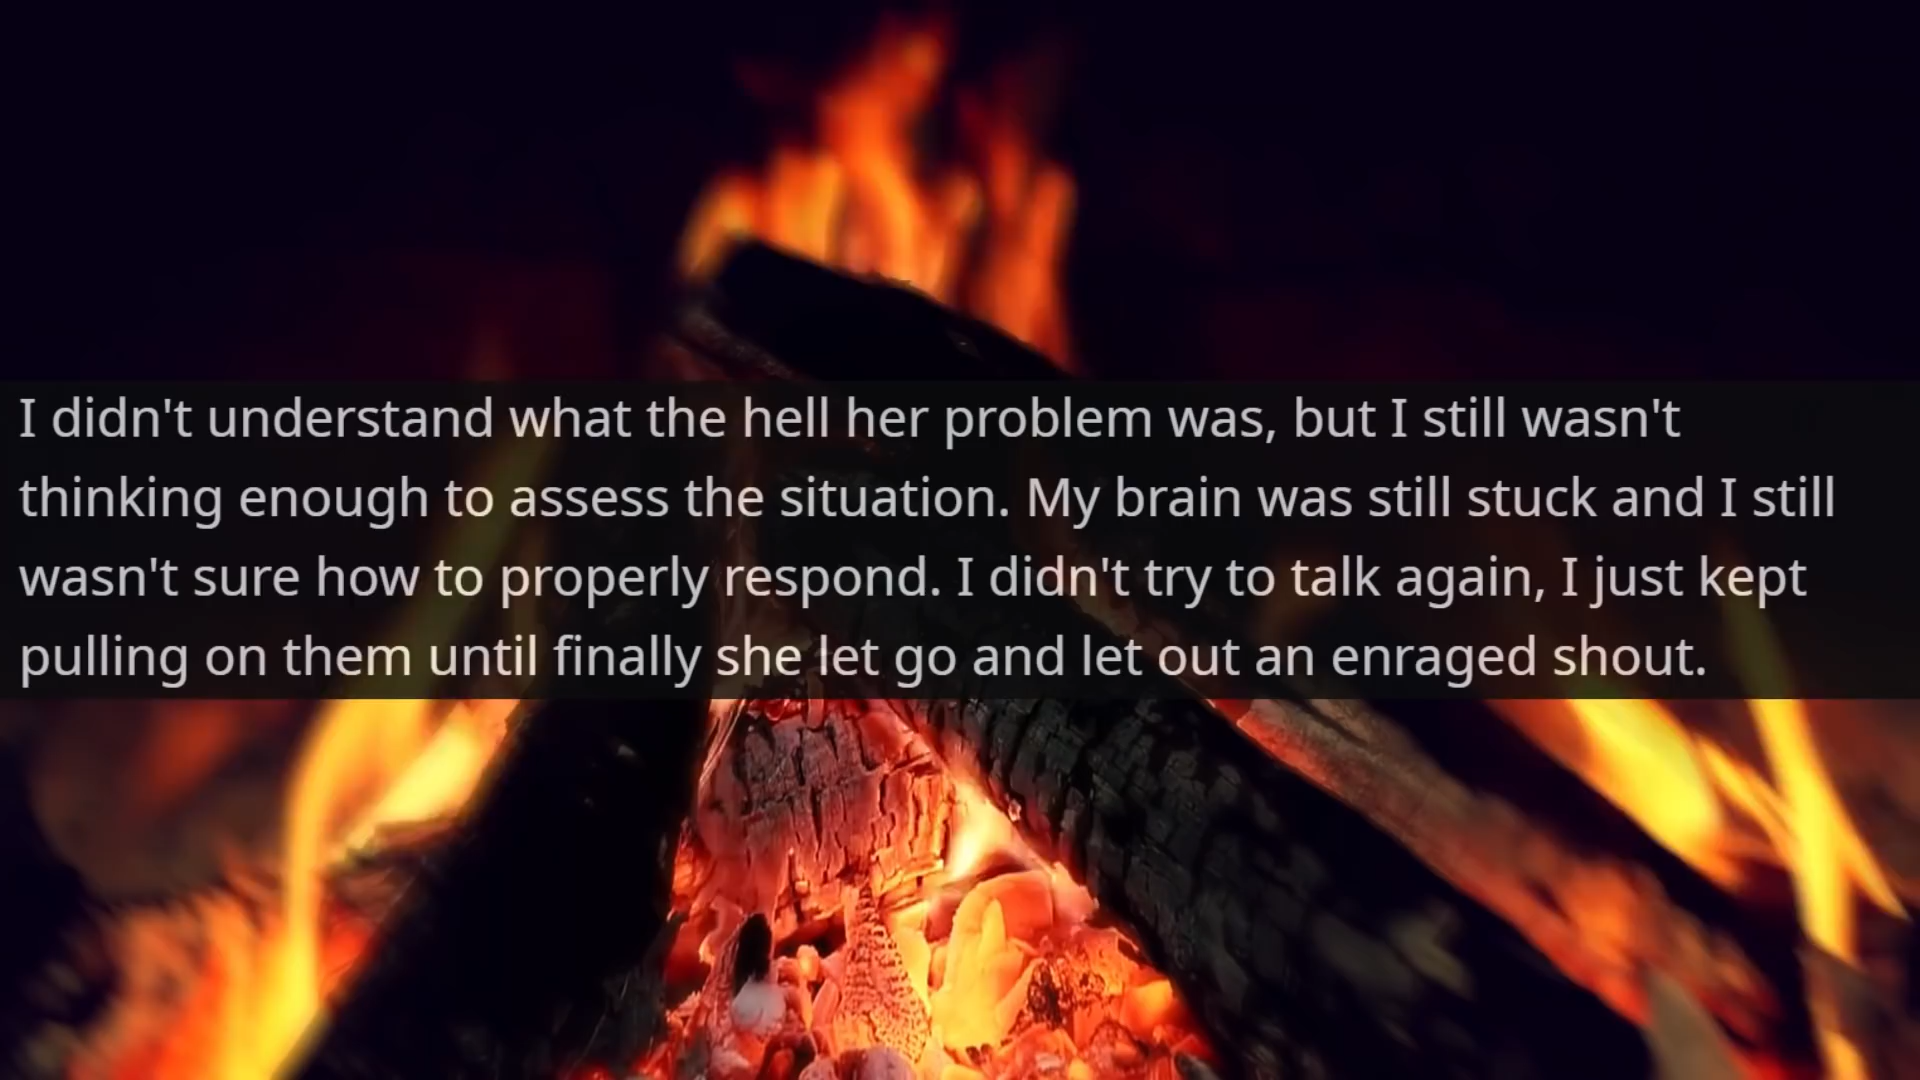 I didn't understand what the hell her problem was, but I still wasn't
thinking enough to assess the situation. My brain was still stuck and I still
wasn't sure how to properly respond. I didn't try to talk again, I just kept
pulling on them until finally she let go and let out an enraged shout.